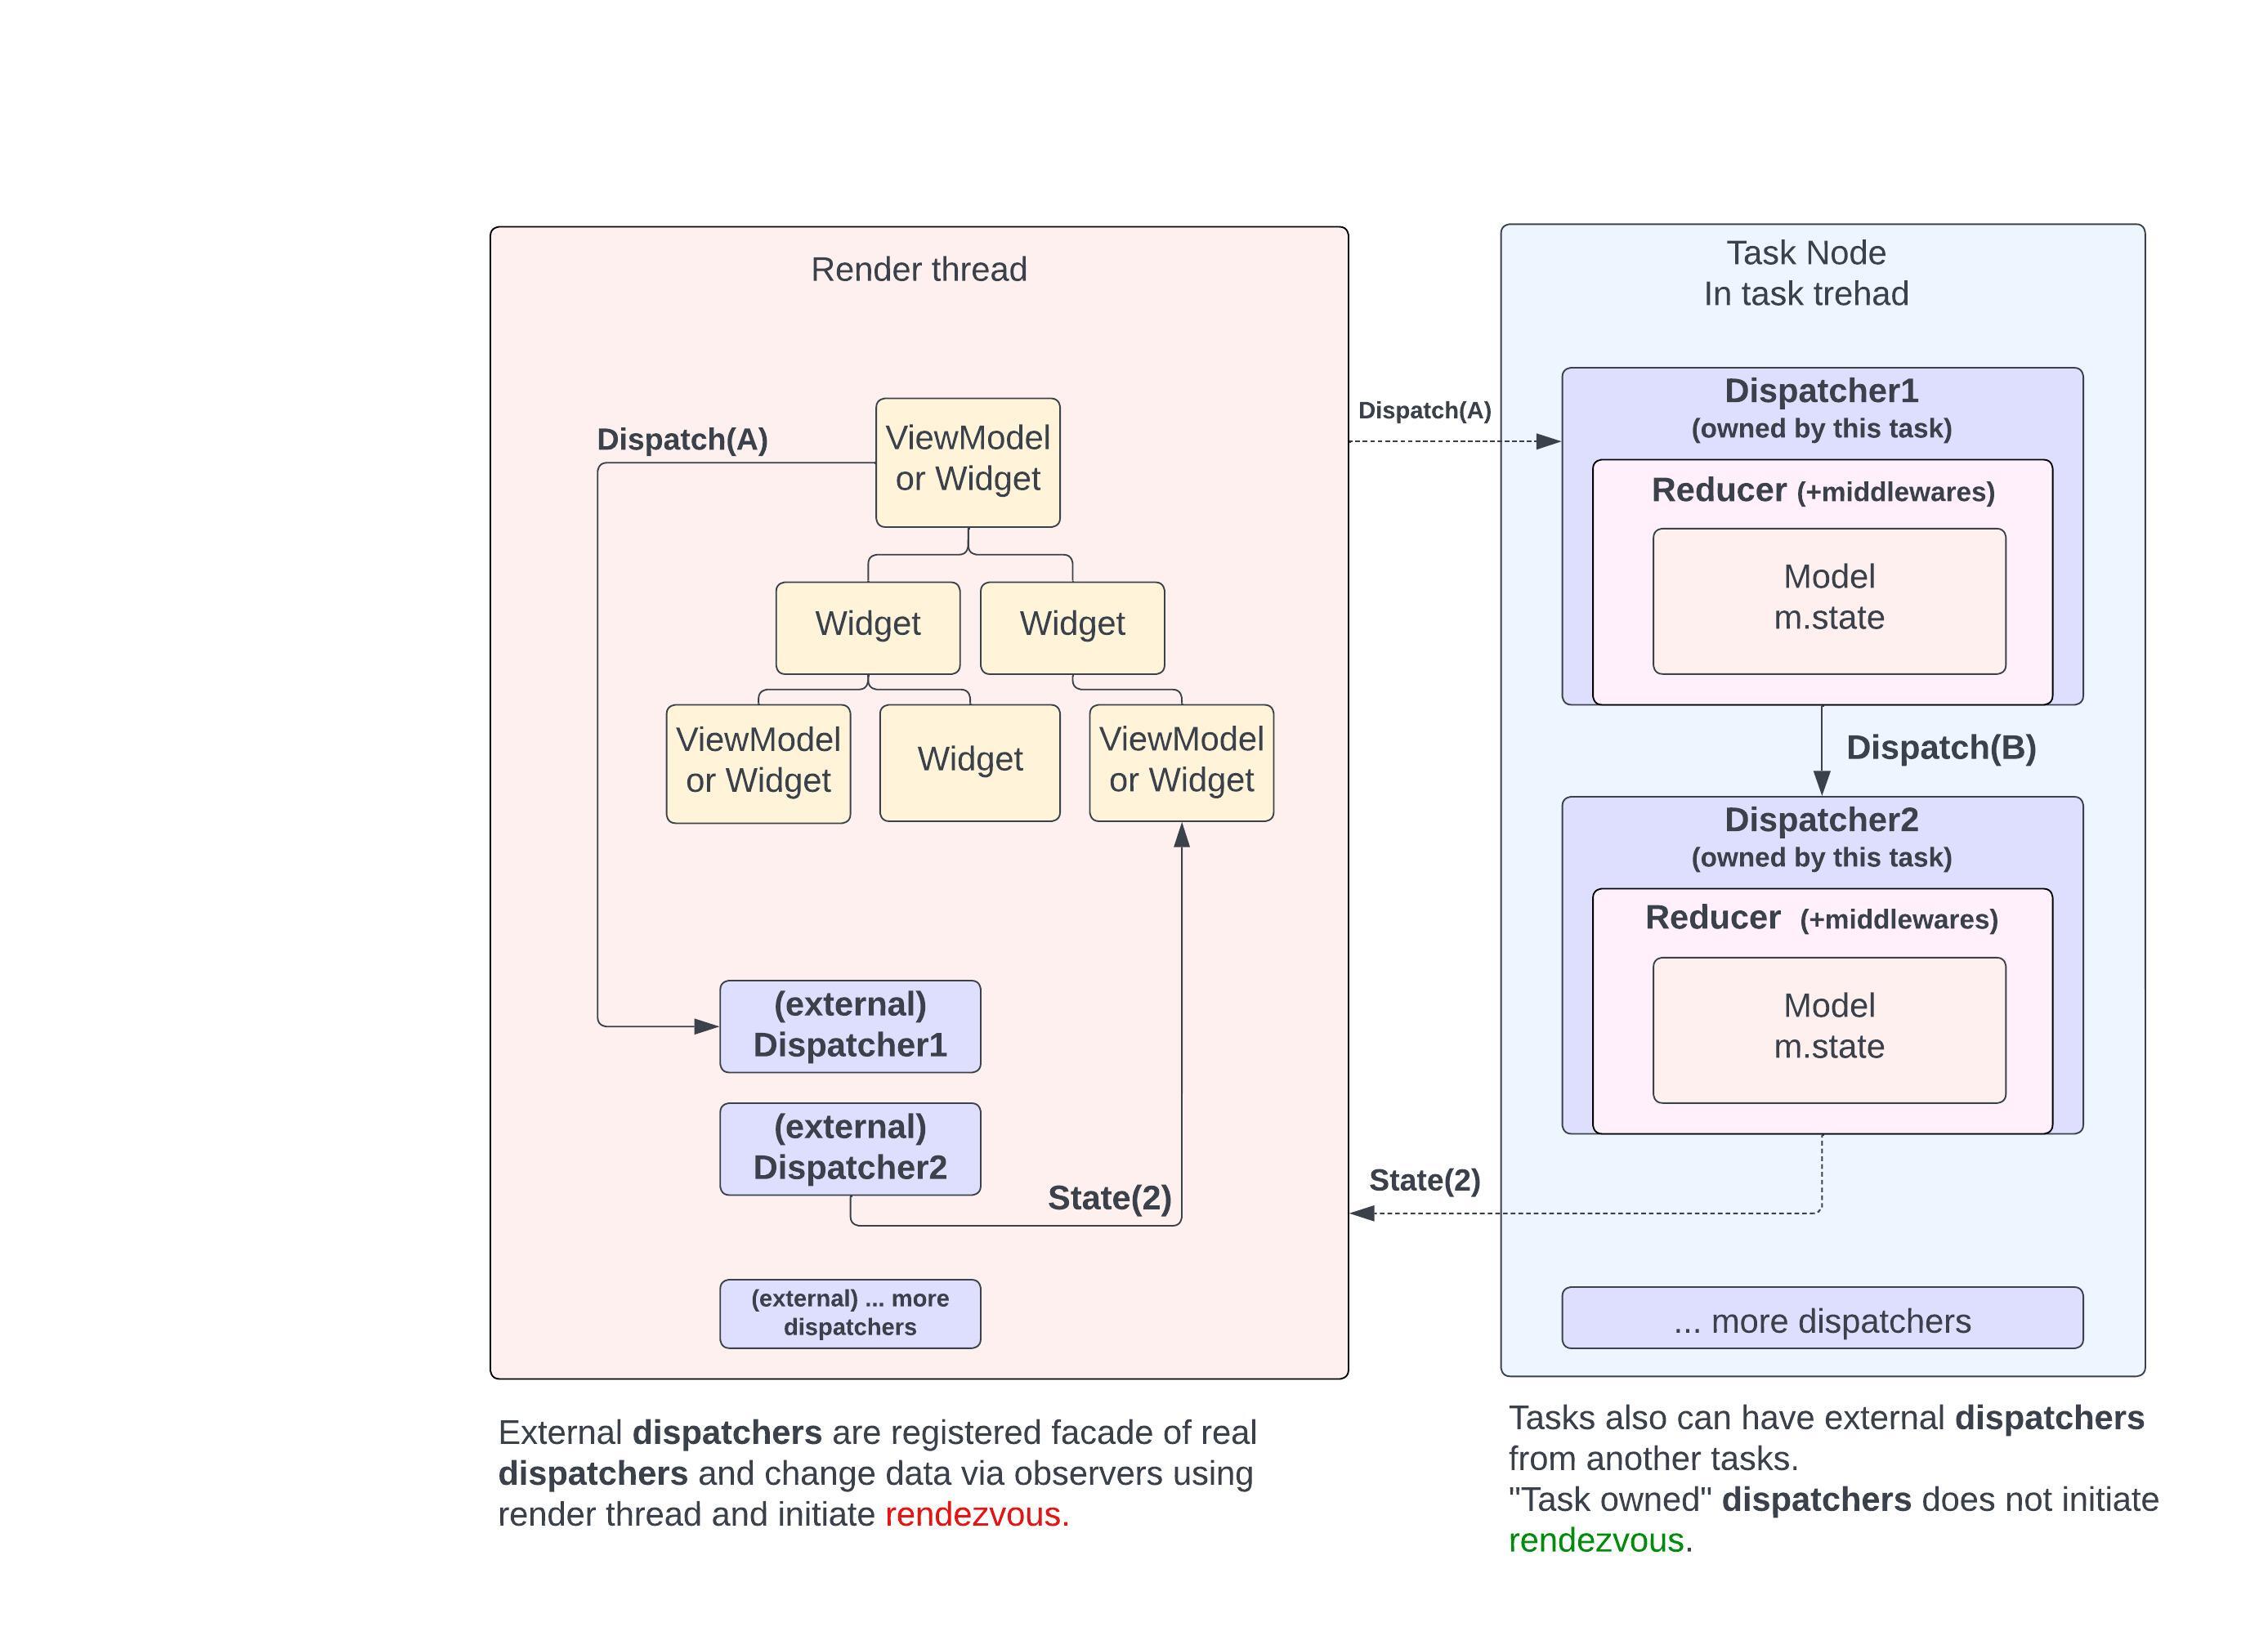 Render thread
Dispatch(A)
ViewModel
or Widget
Widget
Widget
ViewModel
or Widget
Widget
ViewModel
or Widget
(external)
Dispatcher1
(external)
Dispatcher2
State(2)
(external) ... more
dispatchers
External dispatchers are registered facade of real
dispatchers and change data via observers using
render thread and initiate rendezvous.
Dispatch(A)
State(2)
Task Node
In task trehad
Dispatcher1
(owned by this task)
Reducer (+middlewares)
Model
m.state
Dispatch(B)
Dispatcher2
(owned by this task)
Reducer (+middlewares)
Model
m.state
... more dispatchers
Tasks also can have external dispatchers
from another tasks.
"Task owned" dispatchers does not initiate
rendezvous.